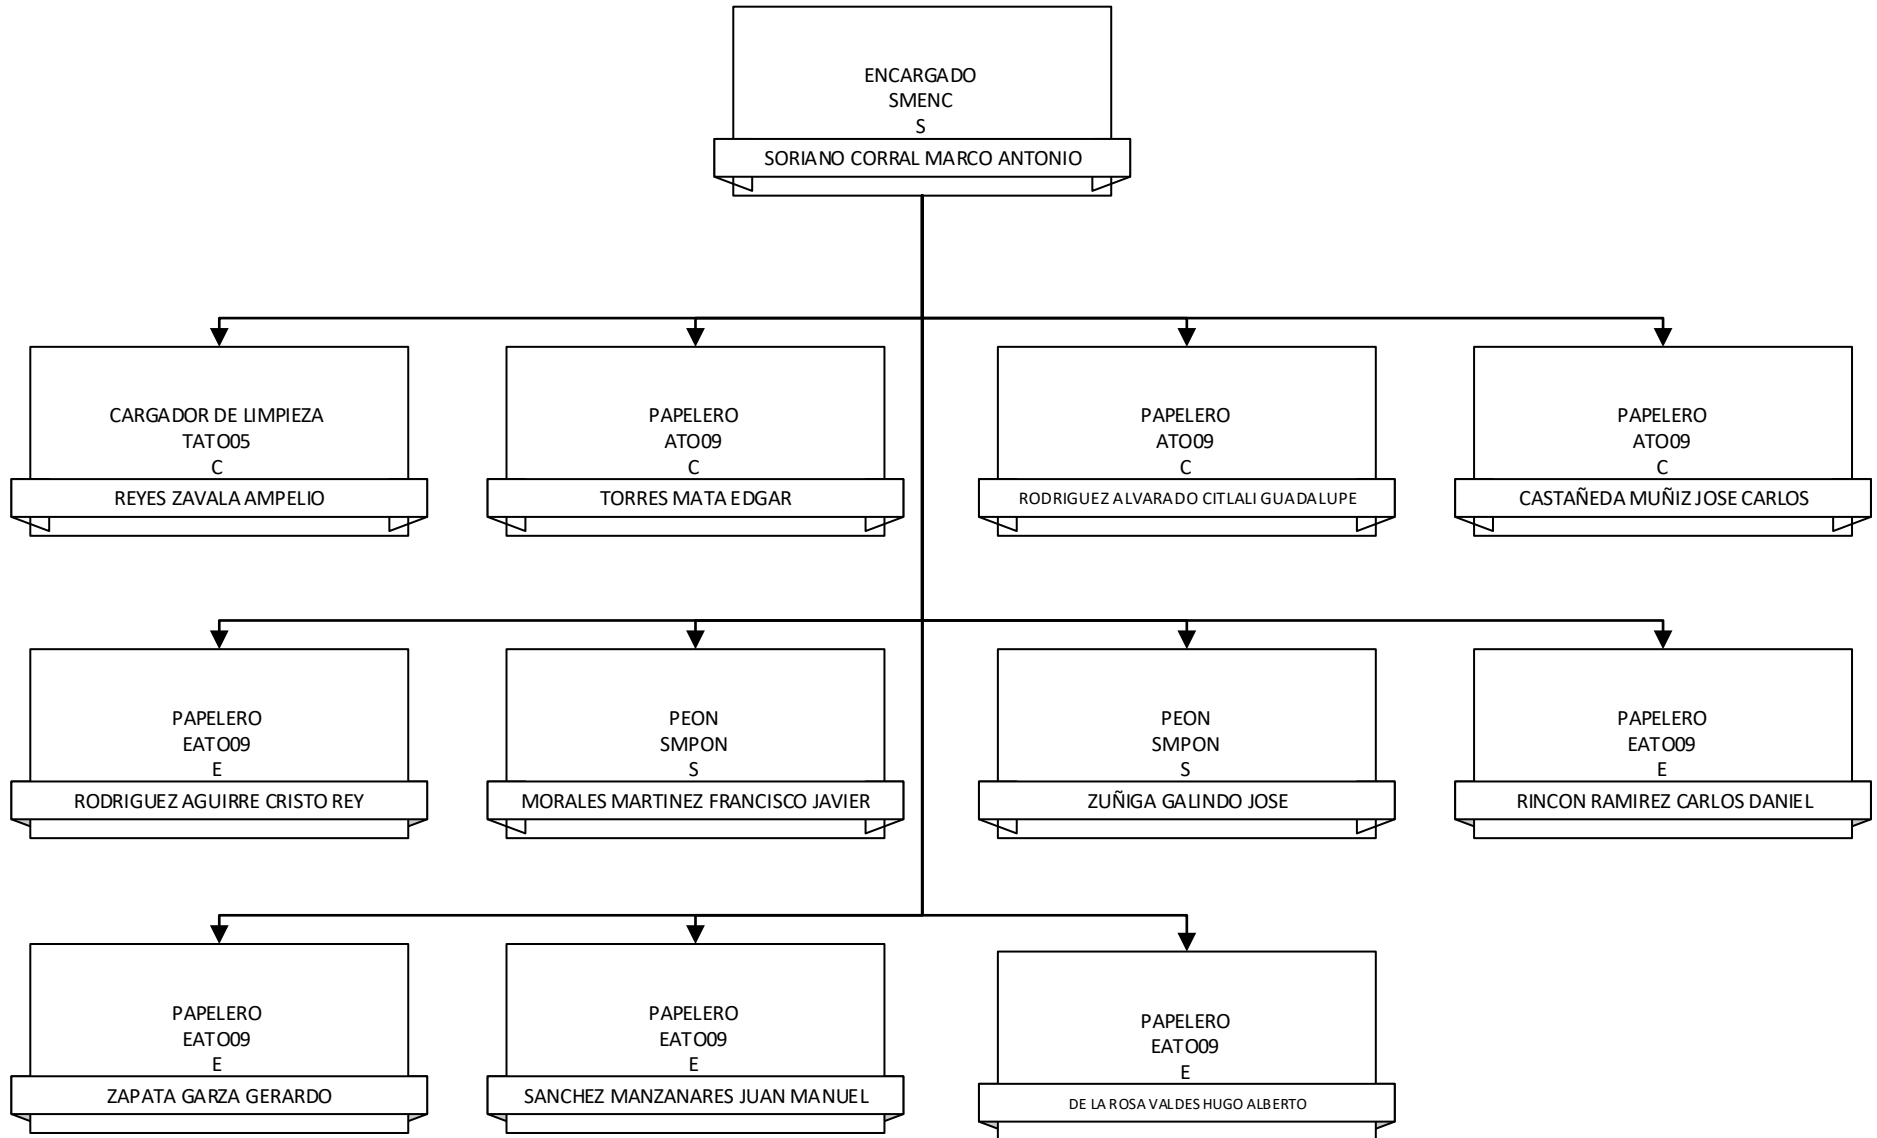 ENCARGADO
SMENC
S
SORIANO CORRAL MARCO ANTONIO
CARGADOR DE LIMPIEZA
TATO05
C
REYES ZAVALA AMPELIO
PAPELERO
ATO09
C
TORRES MATA EDGAR
PAPELERO
ATO09
C
RODRIGUEZ ALVARADO CITLALI GUADALUPE
PAPELERO
ATO09
C
CASTAÑEDA MUÑIZ JOSE CARLOS
PAPELERO
EATO09
E
RODRIGUEZ AGUIRRE CRISTO REY
PEON
SMPON
S
MORALES MARTINEZ FRANCISCO JAVIER
PEON
SMPON
S
ZUÑIGA GALINDO JOSE
PAPELERO
EATO09
E
RINCON RAMIREZ CARLOS DANIEL
PAPELERO
EATO09
E
ZAPATA GARZA GERARDO
PAPELERO
EATO09
E
SANCHEZ MANZANARES JUAN MANUEL
PAPELERO
EATO09
E
DE LA ROSA VALDES HUGO ALBERTO